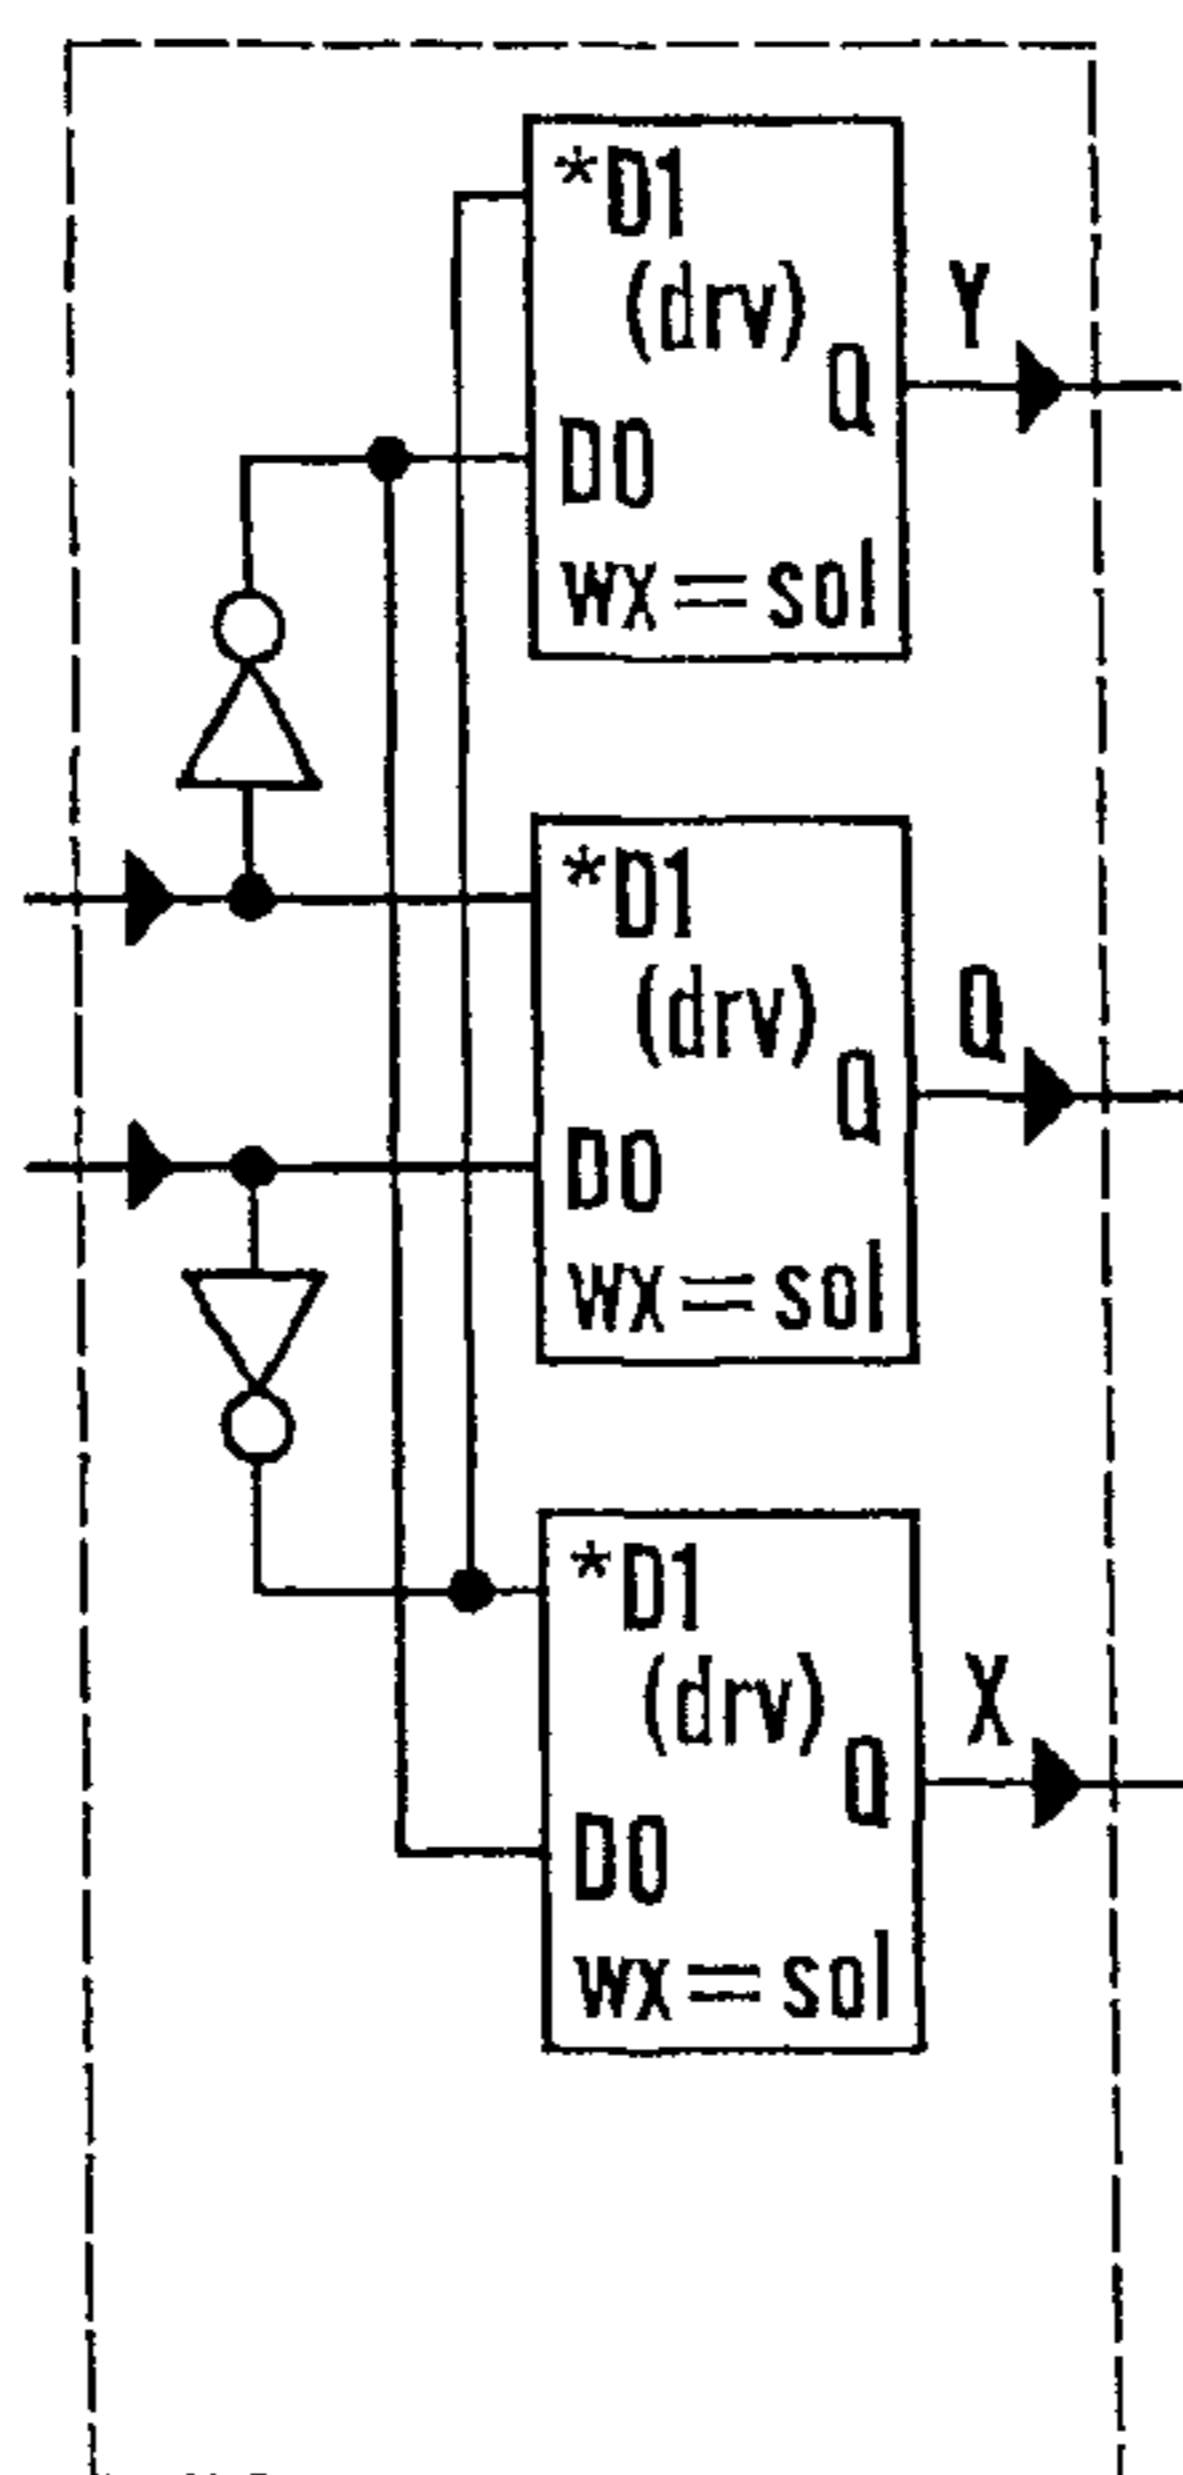 *D1
(drv)
Y
Q
D0
wx=sol
*D1
(drv)
Q
Q
D0
wx=sol
*D1
(drv)
X
Q
D0
wx=sol